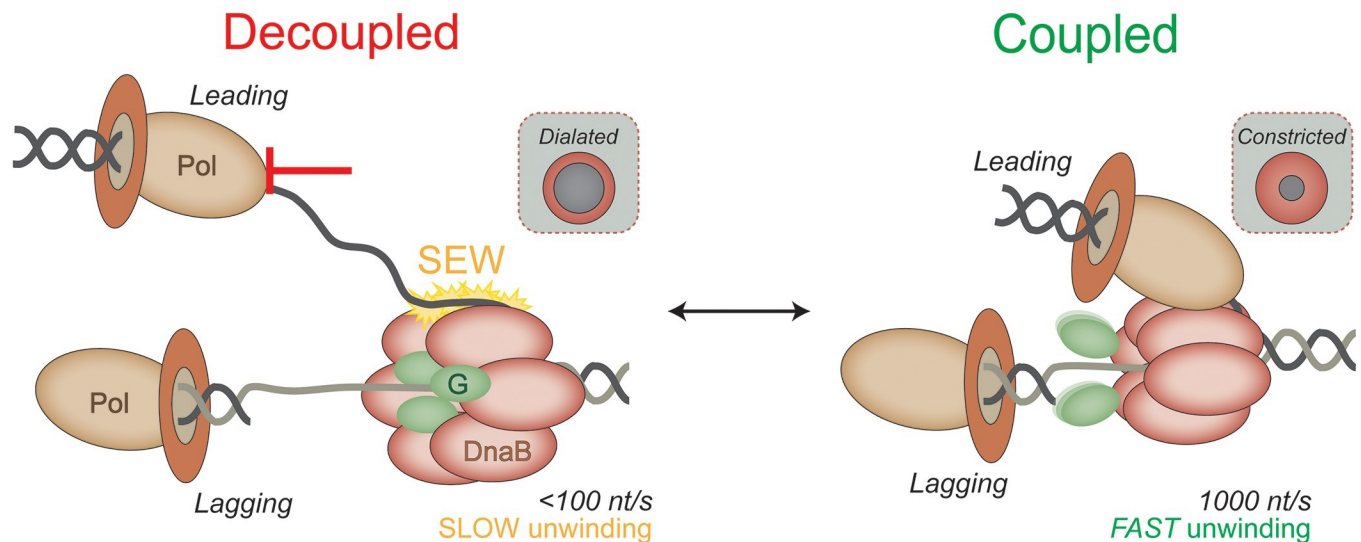 Decoupled
Coupled
Leading
Pol
Dialated
SEW
Pol
G
DnaB
Lagging
<100 nt/s
SLOW unwinding
Leading
Constricted
Lagging
1000 nt/s
FAST unwinding